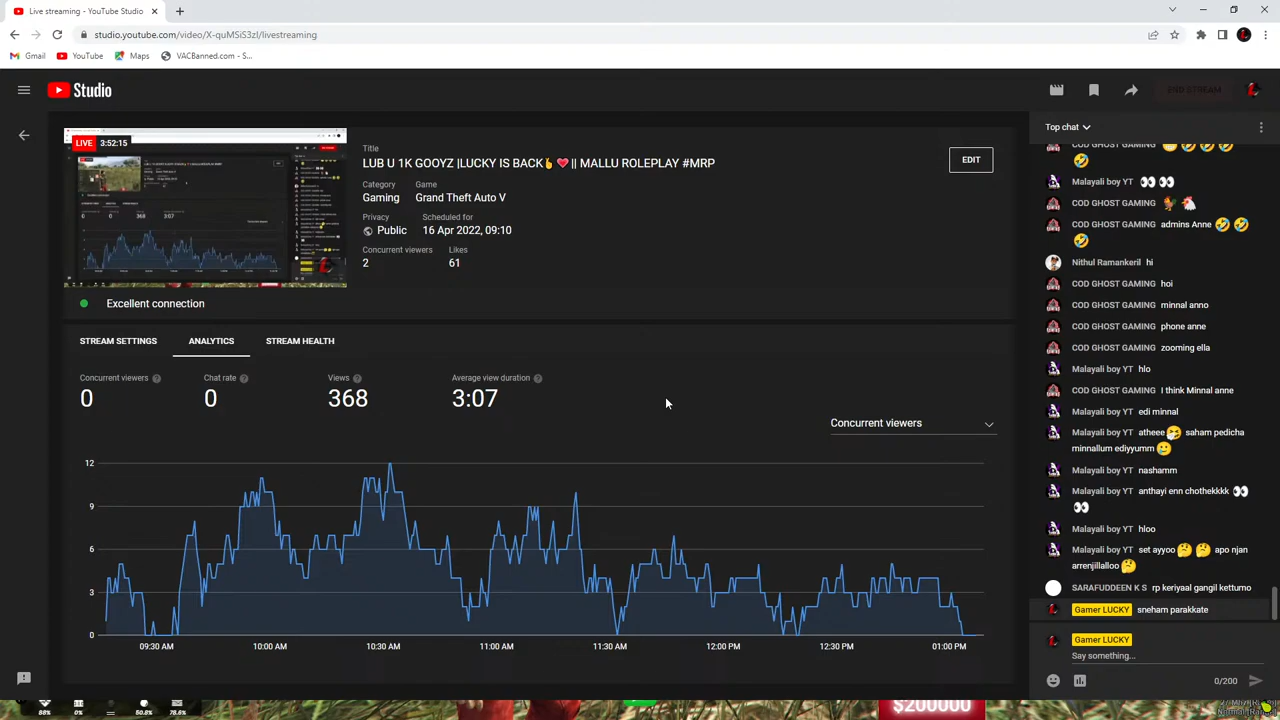 Live streaming - YouTube Studio
studio.youtube.com/video/X-quMSiS3zI/livestreaming
Gmail YouTube Maps VACBanned.com - S...
Studio
END STREAM
LIVE 3:52:15
Title
LUB U 1K GOOYZ ||LUCKY IS BACK🫰❤️|| MALLU ROLEPLAY #MRP
EDIT
Category Game
Gaming Grand Theft Auto V
Privacy Scheduled for
Public 16 Apr 2022, 09:10
Concurrent viewers Likes
2 61
Excellent connection
STREAM SETTINGS ANALYTICS STREAM HEALTH
Concurrent viewers Chat rate Views Average view duration
0 0 368 3:07
Concurrent viewers
12
9
6
3
0
09:30 AM 10:00 AM 10:30 AM 11:00 AM 11:30 AM 12:00 PM 12:30 PM 01:00 PM
Top chat
COD GHOST GAMING
Malayali boy YT 👀 👀
COD GHOST GAMING
COD GHOST GAMING admins Anne 🤣 🤣
🤣
Nithul Ramankeril hi
COD GHOST GAMING hoi
COD GHOST GAMING minnal anno
COD GHOST GAMING phone anne
COD GHOST GAMING zooming ella
Malayali boy YT hlo
COD GHOST GAMING I think Minnal anne
Malayali boy YT edi minnal
Malayali boy YT atheee🤧 saham pedicha
minnallum ediyyumm 🥲
Malayali boy YT nashamm
Malayali boy YT anthayi enn chothekkkk 👀
👀
Malayali boy YT hloo
Malayali boy YT set ayyoo 🤔 🤔 apo njan
arrenjillalloo 🤔
SARAFUDDEEN K S rp keriyaal gangil kettumo
Gamer LUCKY sneham parakkate
Gamer LUCKY
Say something...
0/200
88% 50.8% 78.6%
$200000